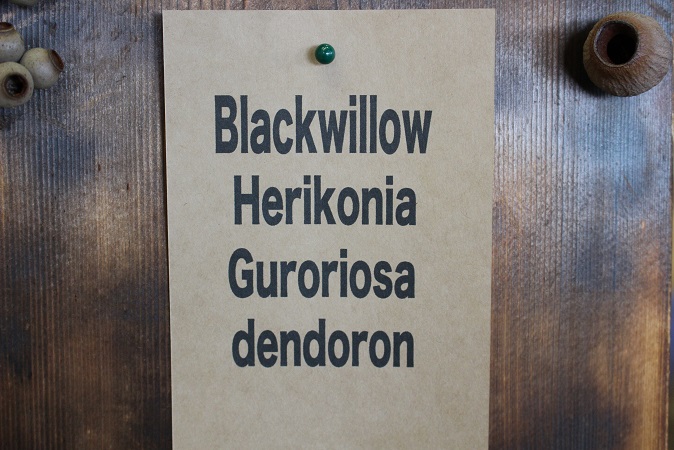 Blackwillow
Herikonia
Guroriosa
dendoron